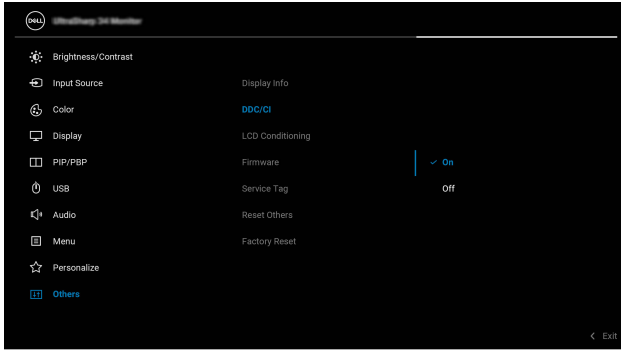 DELL
UltraSharp 34 Monitor
Brightness/Contrast
Input Source
Display Info
Color
DDC/CI
Display
LCD Conditioning
PIP/PBP
Firmware
On
USB
Service Tag
Off
Audio
Reset Others
Menu
Factory Reset
Personalize
Others
Exit